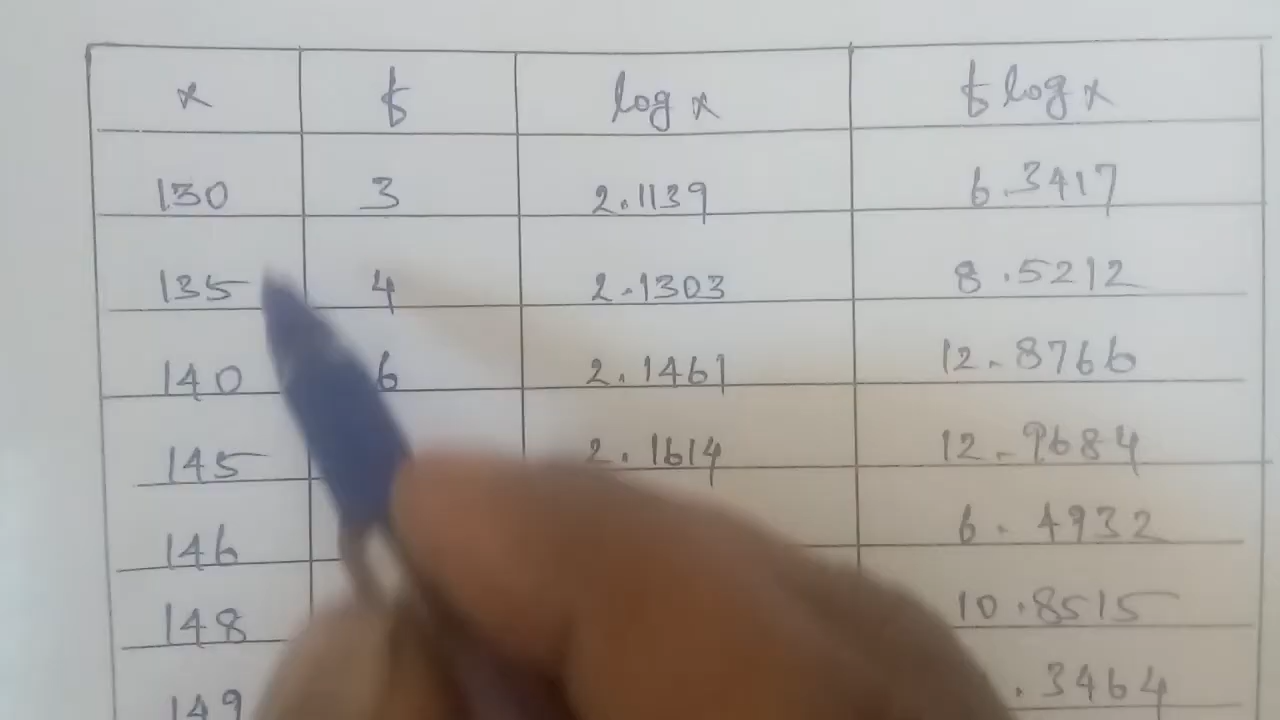 x f log x f log x
130 3 2.1139 6.3417
135 4 2.1303 8.5212
140 6 2.1461 12.8766
145 2.1614 12.9684
146 6.4932
148 10.8515
149 .3464